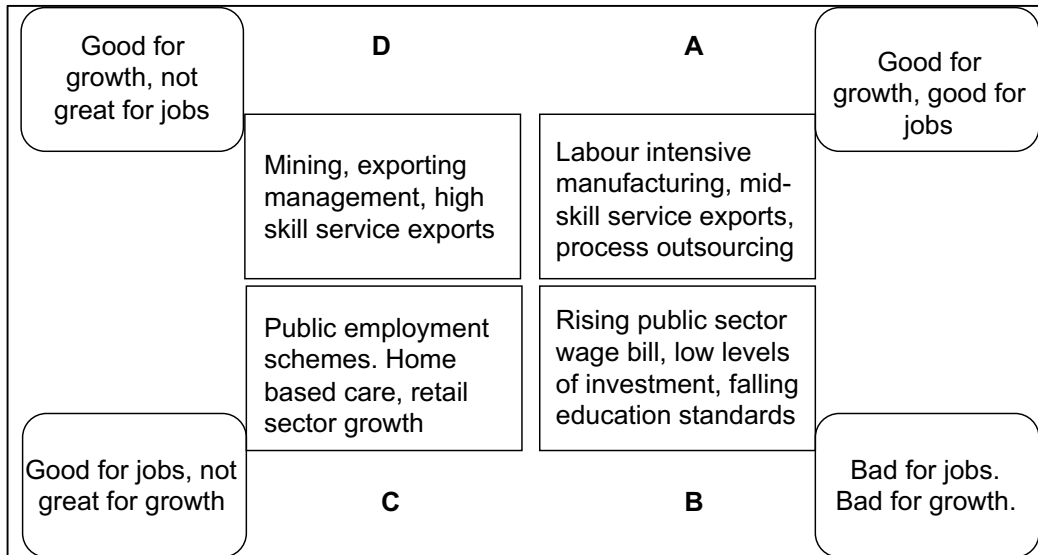 Good for
growth, not
great for jobs
D
A
Good for
growth, good for
jobs
Mining, exporting
management, high
skill service exports
Labour intensive
manufacturing, mid-
skill service exports,
process outsourcing
Public employment
schemes. Home
based care, retail
sector growth
Rising public sector
wage bill, low levels
of investment, falling
education standards
Good for jobs, not
great for growth
C
B
Bad for jobs.
Bad for growth.